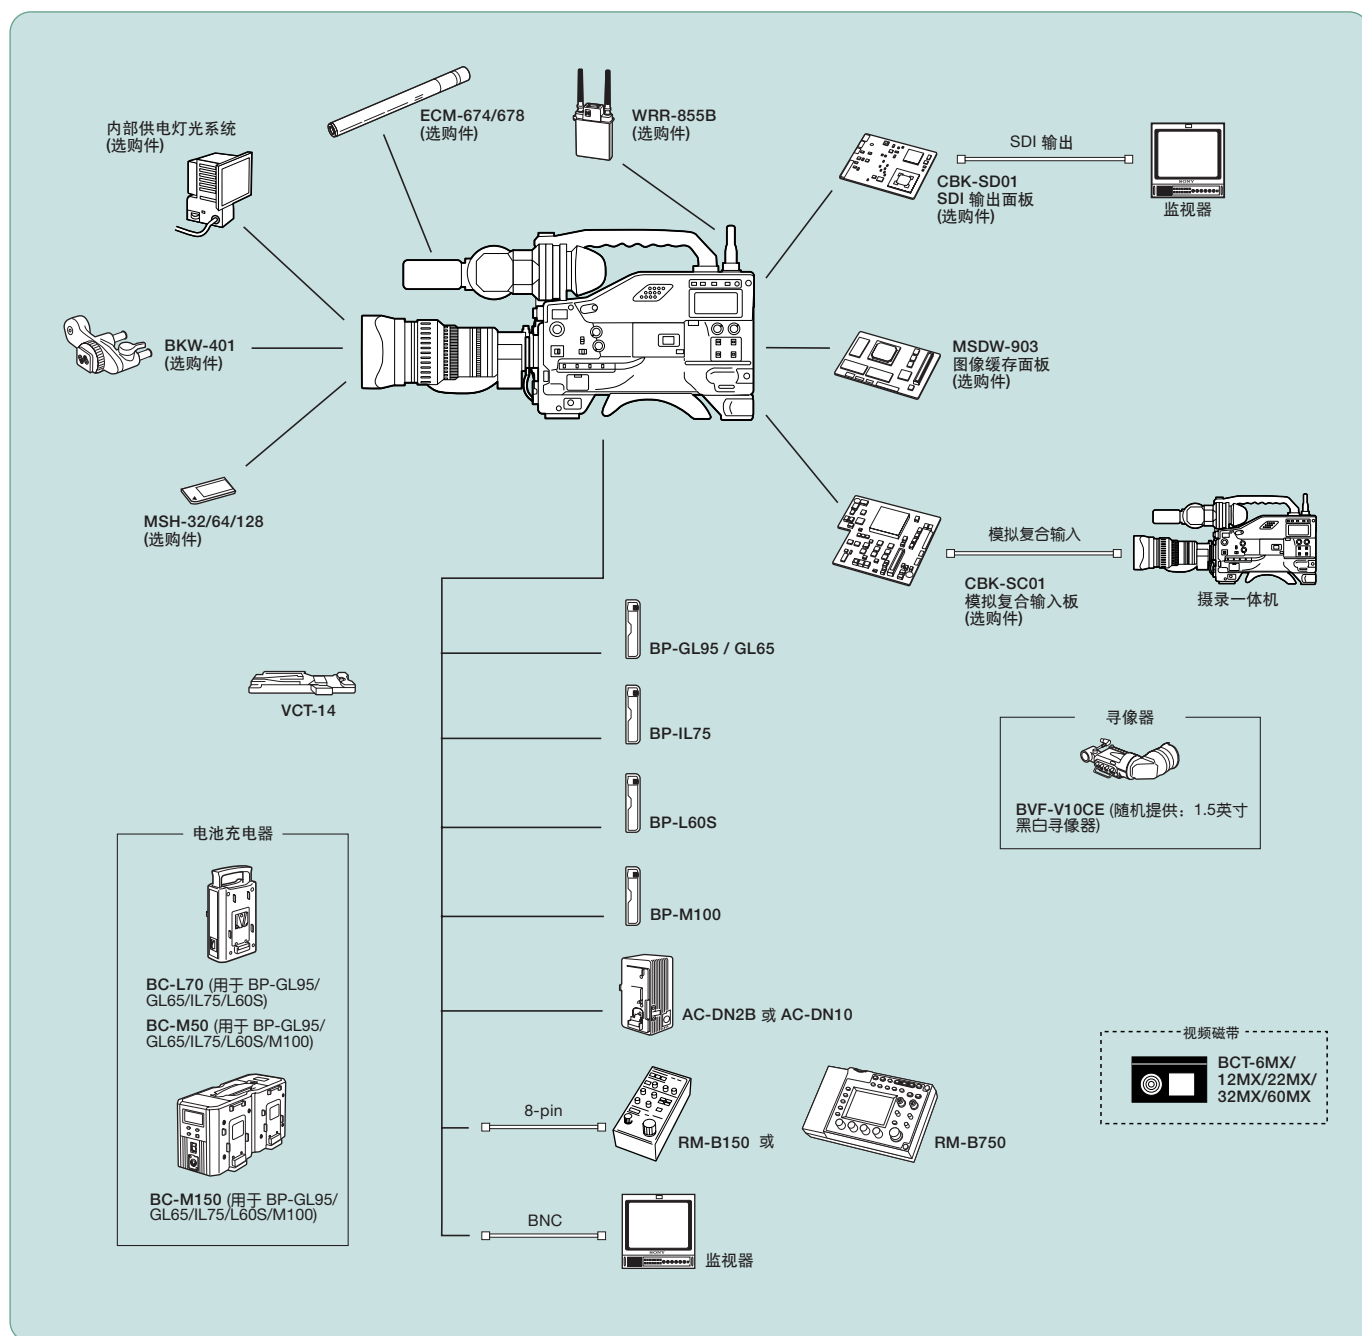 内部供电灯光系统
(选购件)
ECM-674/678
(选购件)
WRR-855B
(选购件)
CBK-SD01
SDI 输出面板
(选购件)
SDI 输出
SONY
监视器
BKW-401
(选购件)
MSDW-903
图像缓存面板
(选购件)
MSH-32/64/128
(选购件)
模拟复合输入
CBK-SC01
模拟复合输入板
(选购件)
摄录一体机
BP-GL95 / GL65
VCT-14
BP-IL75
寻像器
BVF-V10CE (随机提供：1.5英寸
黑白寻像器)
BP-L60S
电池充电器
BP-M100
BC-L70 (用于 BP-GL95/
GL65/IL75/L60S)
BC-M50 (用于 BP-GL95/
GL65/IL75/L60S/M100)
AC-DN2B 或 AC-DN10
视频磁带
BCT-6MX/
12MX/22MX/
32MX/60MX
8-pin
RM-B150 或
RM-B750
BC-M150 (用于 BP-GL95/
GL65/IL75/L60S/M100)
BNC
SONY
监视器